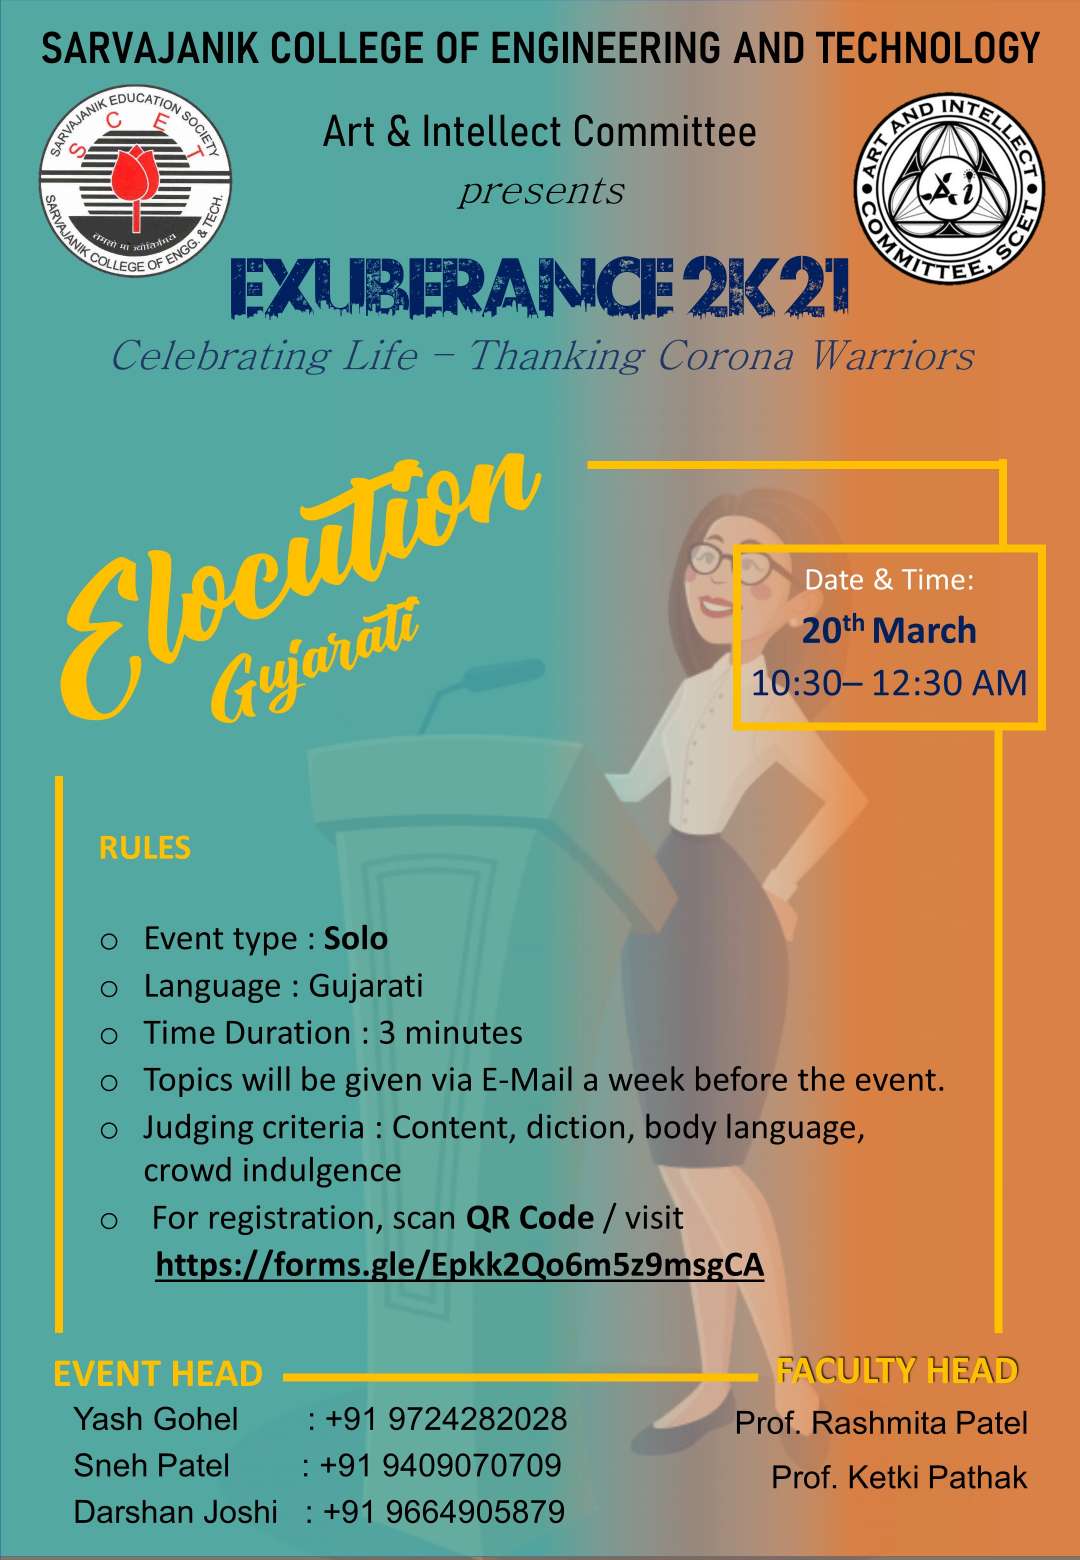 SARVAJANIK COLLEGE OF ENGINEERING AND TECHNOLOGY
SARVAJANIK EDUCATION SOCIETY
S C E T
तमसो मा ज्योतिर्गमय
SARVAJANIK COLLEGE OF ENGG. & TECH.
Art & Intellect Committee
presents
ART AND INTELLECT
Ai
COMMITTEE, SCET
EXUBERANCE 2K21
Celebrating Life – Thanking Corona Warriors
Elocution
Gujarati
Date & Time:
20th March
10:30– 12:30 AM
RULES
o Event type : Solo
o Language : Gujarati
o Time Duration : 3 minutes
o Topics will be given via E-Mail a week before the event.
o Judging criteria : Content, diction, body language,
crowd indulgence
o For registration, scan QR Code / visit
https://forms.gle/Epkk2Qo6m5z9msgCA
EVENT HEAD
Yash Gohel : +91 9724282028
Sneh Patel : +91 9409070709
Darshan Joshi : +91 9664905879
FACULTY HEAD
Prof. Rashmita Patel
Prof. Ketki Pathak